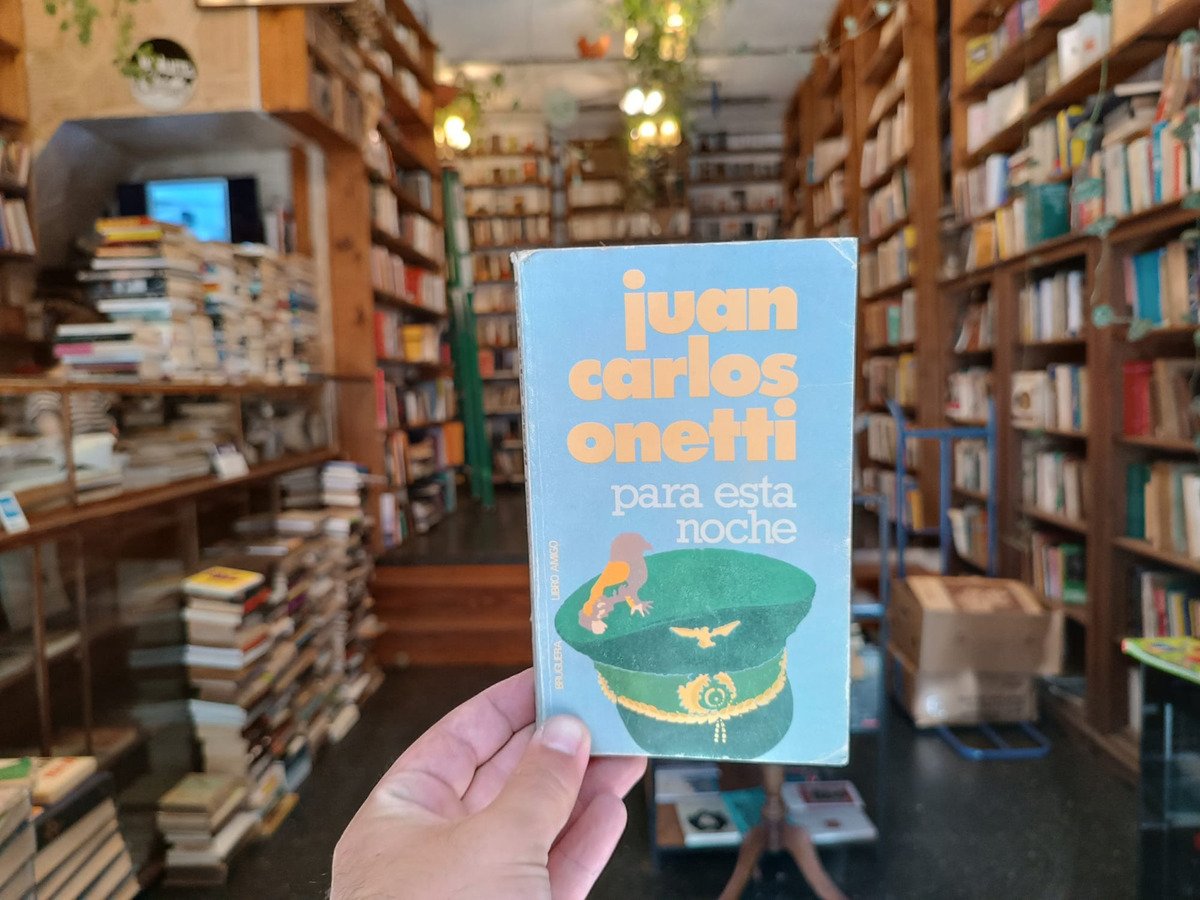 juan
carlos
onetti
para esta
noche
LIBRO AMIGO
BRUGUERA